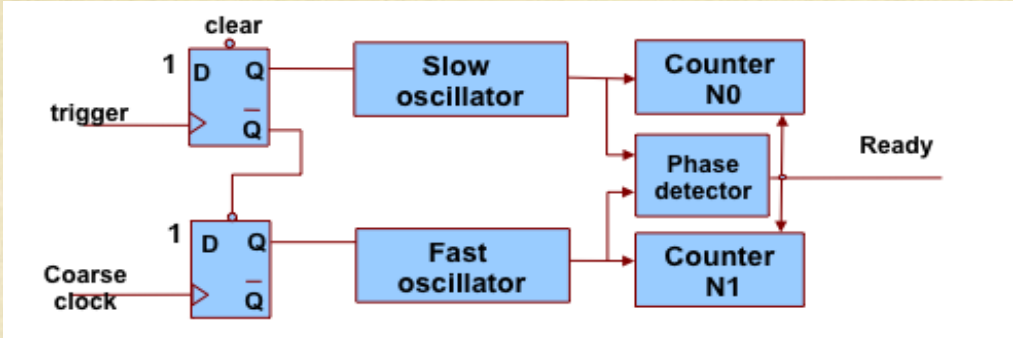 clear
1
D
Q
Q
trigger
Slow
oscillator
Counter
N0
Phase
detector
Ready
1
D
Q
Q
Coarse
clock
Fast
oscillator
Counter
N1